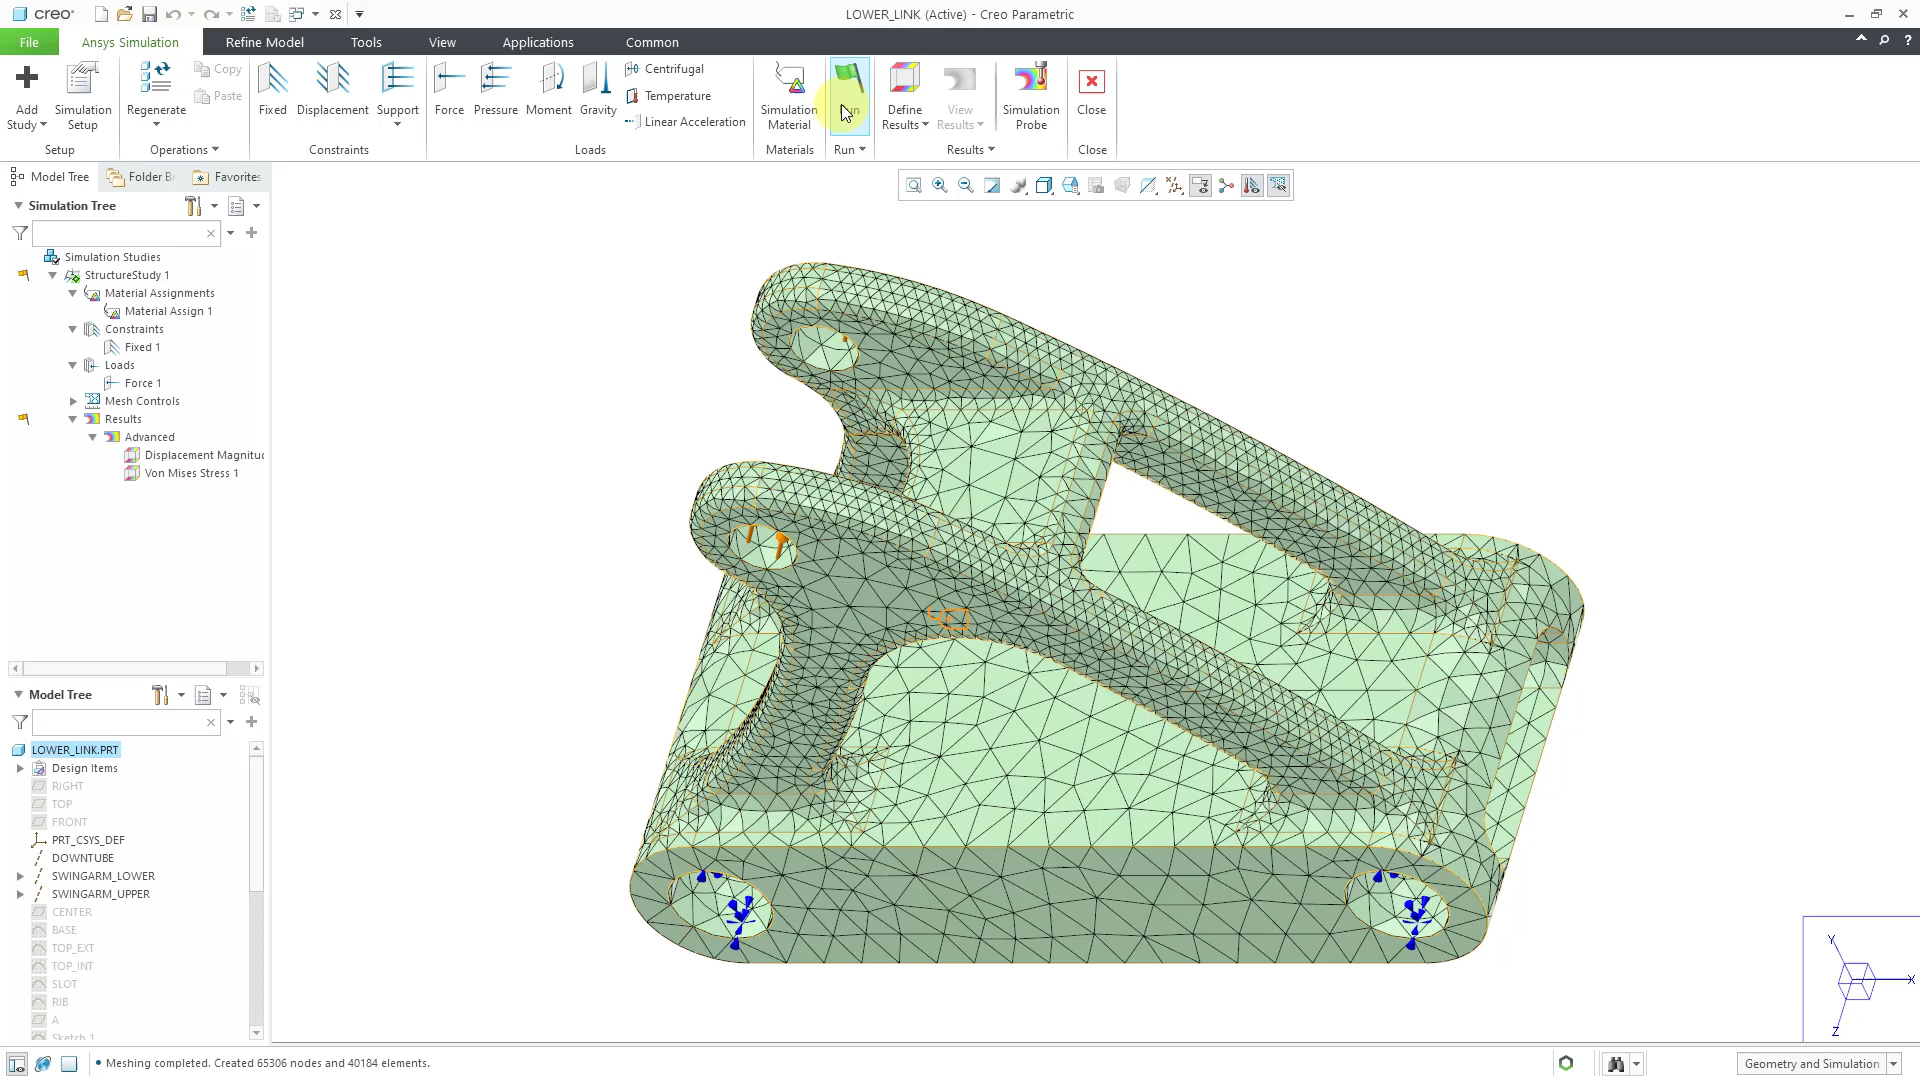 creo
LOWER_LINK (Active) - Creo Parametric
File
Ansys Simulation
Refine Model
Tools
View
Applications
Common
Add
Study
Simulation
Setup
Setup
Regenerate
Copy
Paste
Operations
Fixed
Displacement
Support
Constraints
Force
Pressure
Moment
Gravity
Centrifugal
Temperature
Linear Acceleration
Loads
Simulation
Material
Materials
Run
Define
Results
View
Results
Simulation
Probe
Results
Close
Close
Model Tree
Folder
Favorites
Simulation Tree
Simulation Studies
StructureStudy 1
Material Assignments
Material Assign 1
Constraints
Fixed 1
Loads
Force 1
Mesh Controls
Results
Advanced
Displacement Magnitu
Von Mises Stress 1
Model Tree
LOWER_LINK.PRT
Design Items
RIGHT
TOP
FRONT
PRT_CSYS_DEF
DOWNTUBE
SWINGARM_LOWER
SWINGARM_UPPER
CENTER
BASE
TOP_EXT
TOP_INT
SLOT
RIB
A
Sketch 1
Y
X
Z
• Meshing completed. Created 65306 nodes and 40184 elements.
Geometry and Simulation